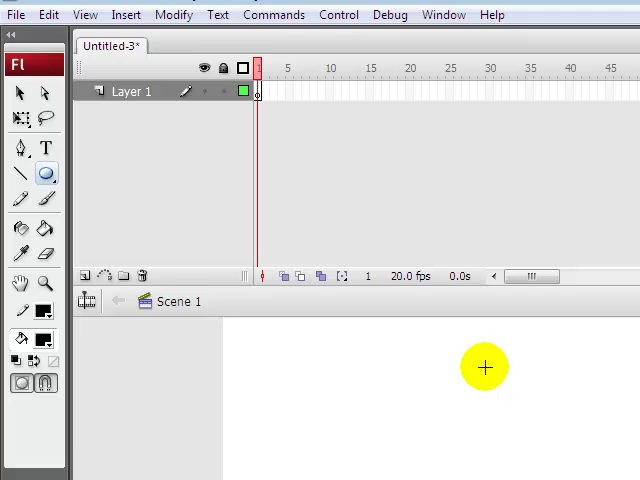 File Edit View Insert Modify Text Commands Control Debug Window Help
Untitled-3*
Fl
1 5 10 15 20 25 30 35 40 45
Layer 1
T
1 20.0 fps 0.0s
Scene 1